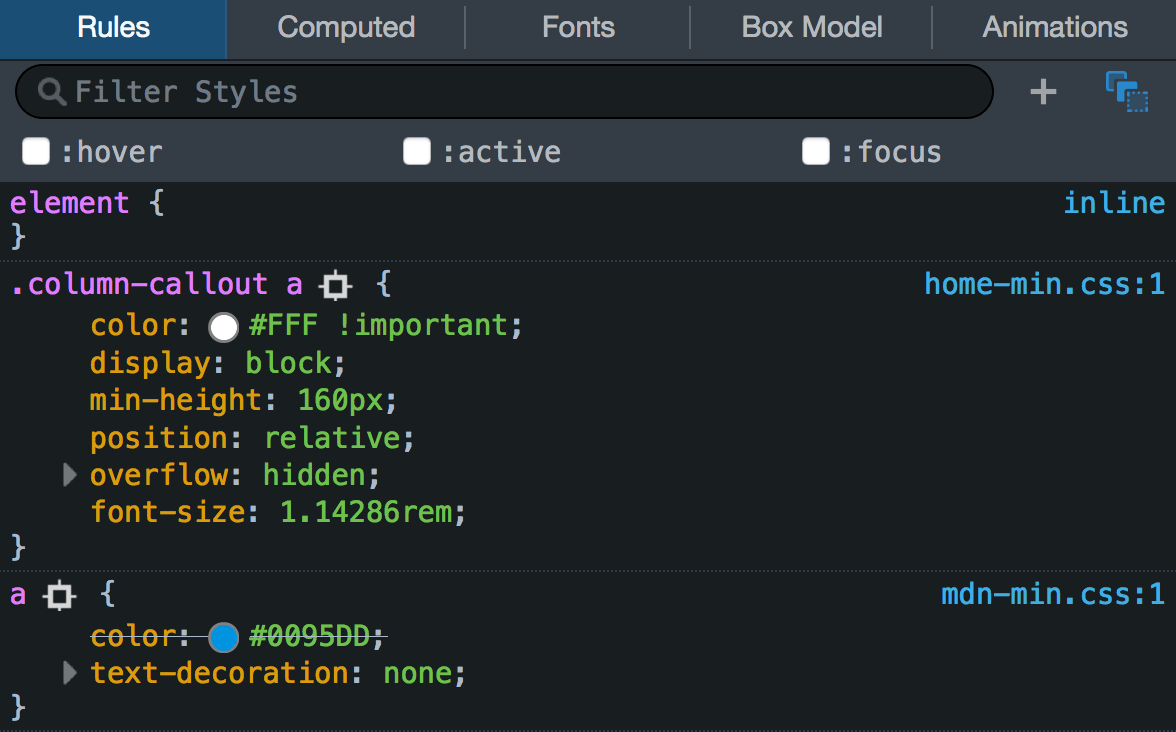 Rules Computed Fonts Box Model Animations
Filter Styles +
:hover :active :focus
element { inline
}
.column-callout a { home-min.css:1
color: #FFF !important;
display: block;
min-height: 160px;
position: relative;
overflow: hidden;
font-size: 1.14286rem;
}
a { mdn-min.css:1
color: #0095DD;
text-decoration: none;
}